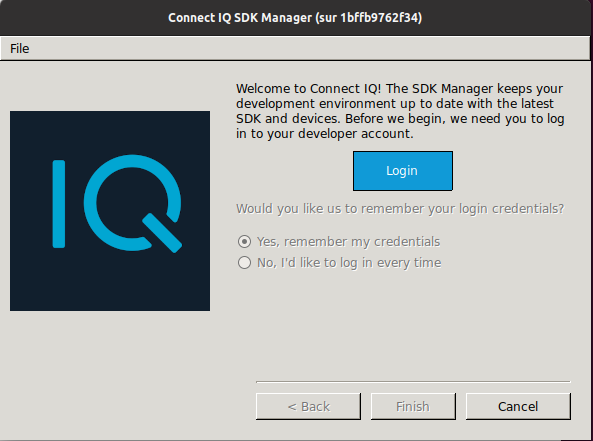 Connect IQ SDK Manager (sur 1bffb9762f34)
File
IQ
Welcome to Connect IQ! The SDK Manager keeps your
development environment up to date with the latest
SDK and devices. Before we begin, we need you to log
in to your developer account.
Login
Would you like us to remember your login credentials?
Yes, remember my credentials
No, I'd like to log in every time
< Back
Finish
Cancel